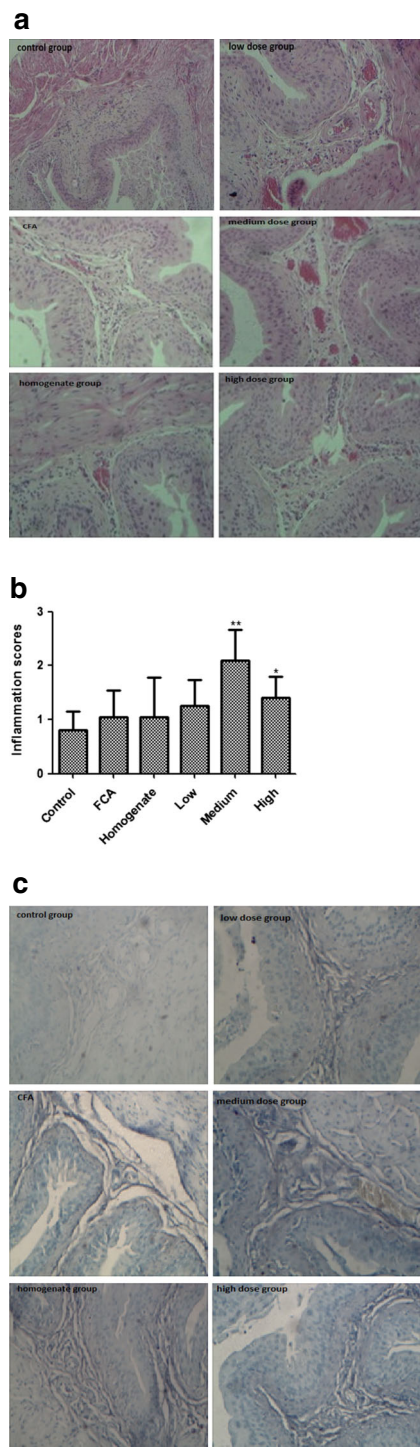 a
control group
low dose group
CFA
medium dose group
homogenate group
high dose group
b
Inflammation scores
3
2
1
0
**
*
Control
FCA
Homogenate
Low
Medium
High
c
control group
low dose group
CFA
medium dose group
homogenate group
high dose group